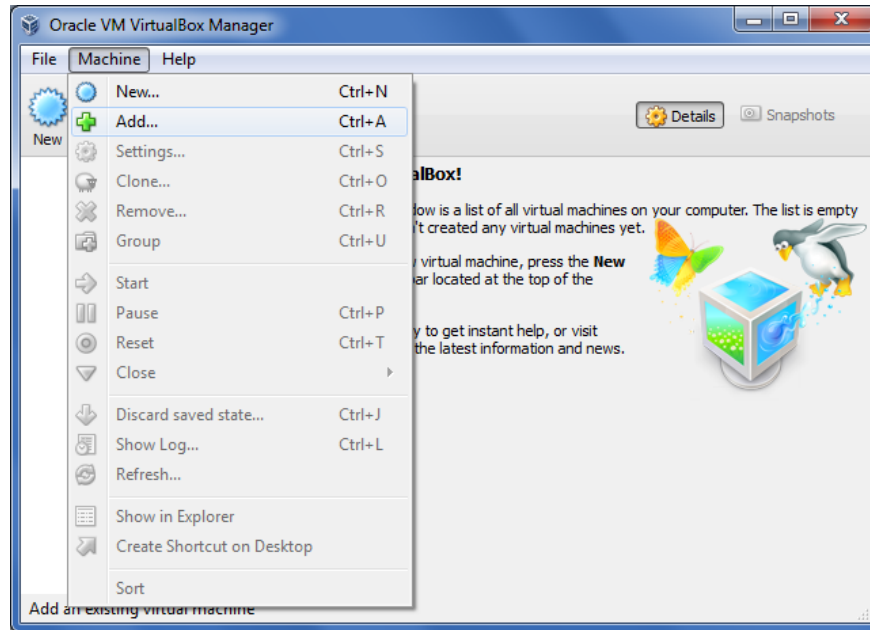 Oracle VM VirtualBox Manager
File Machine Help
New
Details
Snapshots
New... Ctrl+N
Add... Ctrl+A
Settings... Ctrl+S
Clone... Ctrl+O
Remove... Ctrl+R
Group Ctrl+U
Start
Pause Ctrl+P
Reset Ctrl+T
Close
Discard saved state... Ctrl+J
Show Log... Ctrl+L
Refresh...
Show in Explorer
Create Shortcut on Desktop
Sort
alBox!
is a list of all virtual machines on your computer. The list is empty
't created any virtual machines yet.
virtual machine, press the New
ar located at the top of the
y to get instant help, or visit
the latest information and news.
Add an existing virtual machine